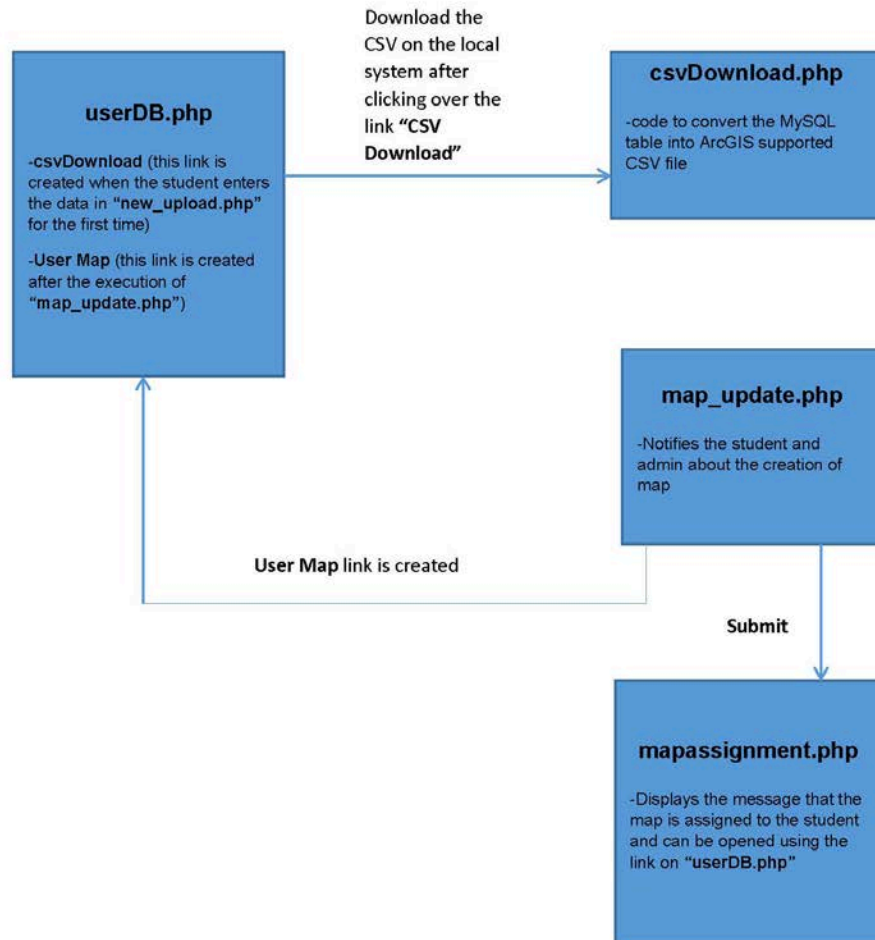 Download the
CSV on the local
system after
clicking over the
link “CSV
Download”
userDB.php
-csvDownload (this link is
created when the student enters
the data in “new_upload.php”
for the first time)
-User Map (this link is created
after the execution of
“map_update.php”)
csvDownload.php
-code to convert the MySQL
table into ArcGIS supported
CSV file
map_update.php
-Notifies the student and
admin about the creation of
map
User Map link is created
Submit
mapassignment.php
-Displays the message that the
map is assigned to the student
and can be opened using the
link on “userDB.php”